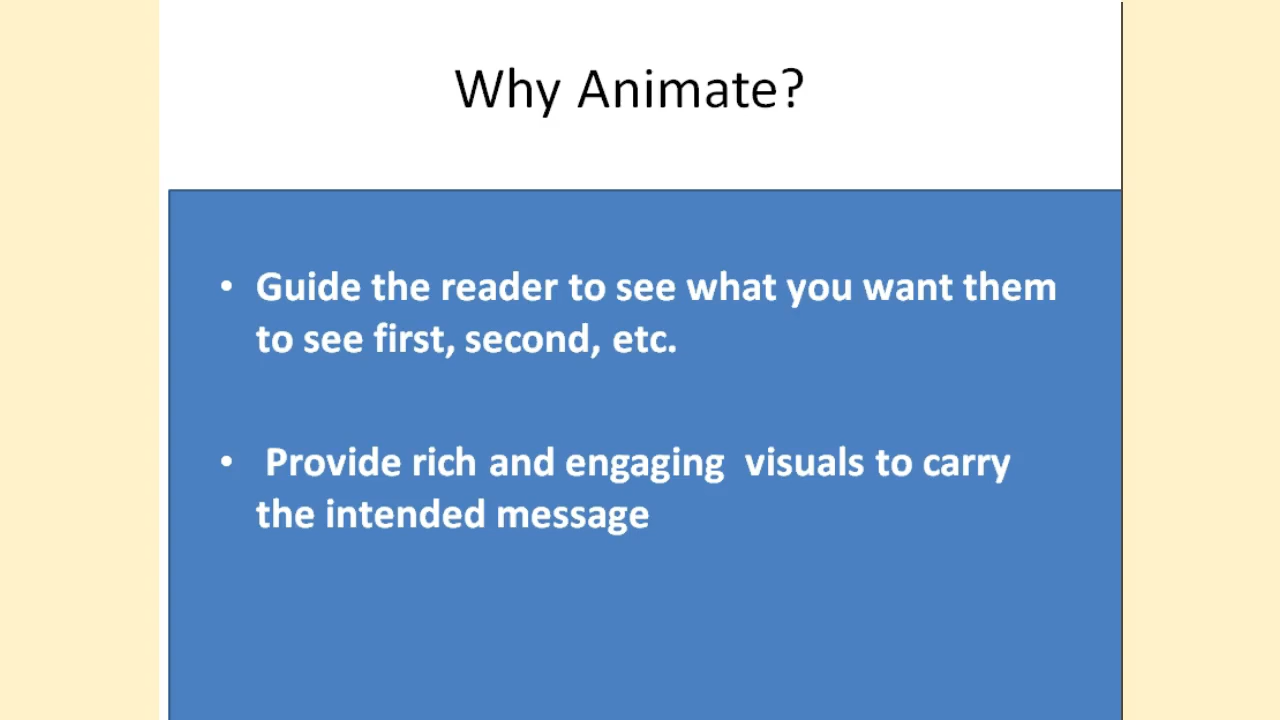 Why Animate?
• Guide the reader to see what you want them
to see first, second, etc.
• Provide rich and engaging  visuals to carry
the intended message